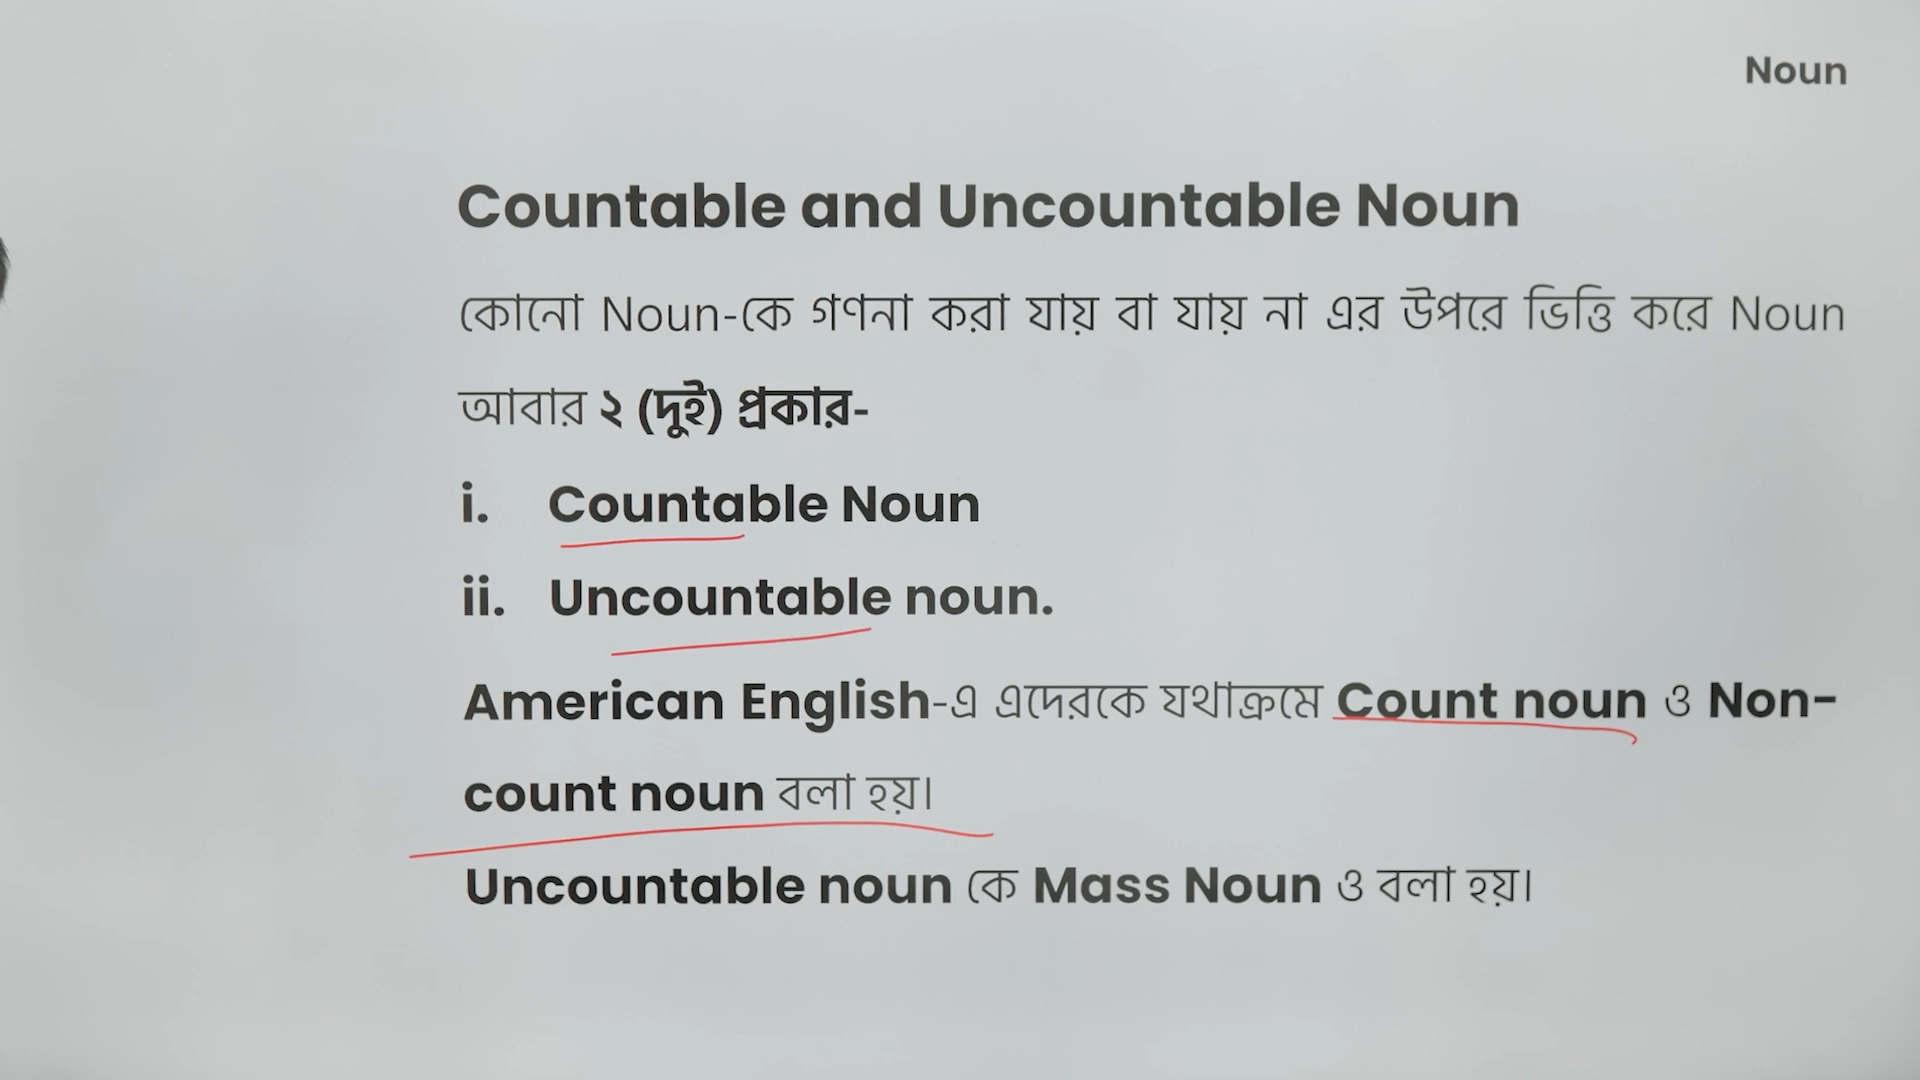 Noun
Countable and Uncountable Noun
কোনো Noun-কে গণনা করা যায় বা যায় না এর উপরে ভিত্তি করে Noun
আবার ২ (দুই) প্রকার-
i. Countable Noun
ii. Uncountable noun.
American English-এ এদেরকে যথাক্রমে Count noun ও Non-
count noun বলা হয়।
Uncountable noun কে Mass Noun ও বলা হয়।